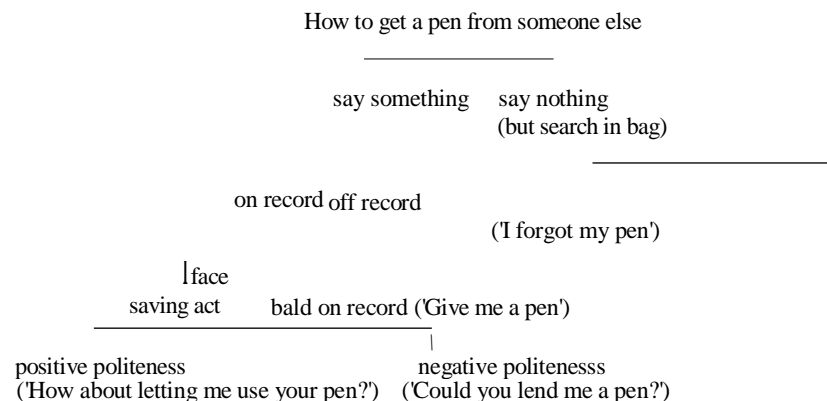 How to get a pen from someone else
say something say nothing
(but search in bag)
on record off record
('I forgot my pen')
face
saving act bald on record ('Give me a pen')
positive politeness negative politenesss
('How about letting me use your pen?') ('Could you lend me a pen?')